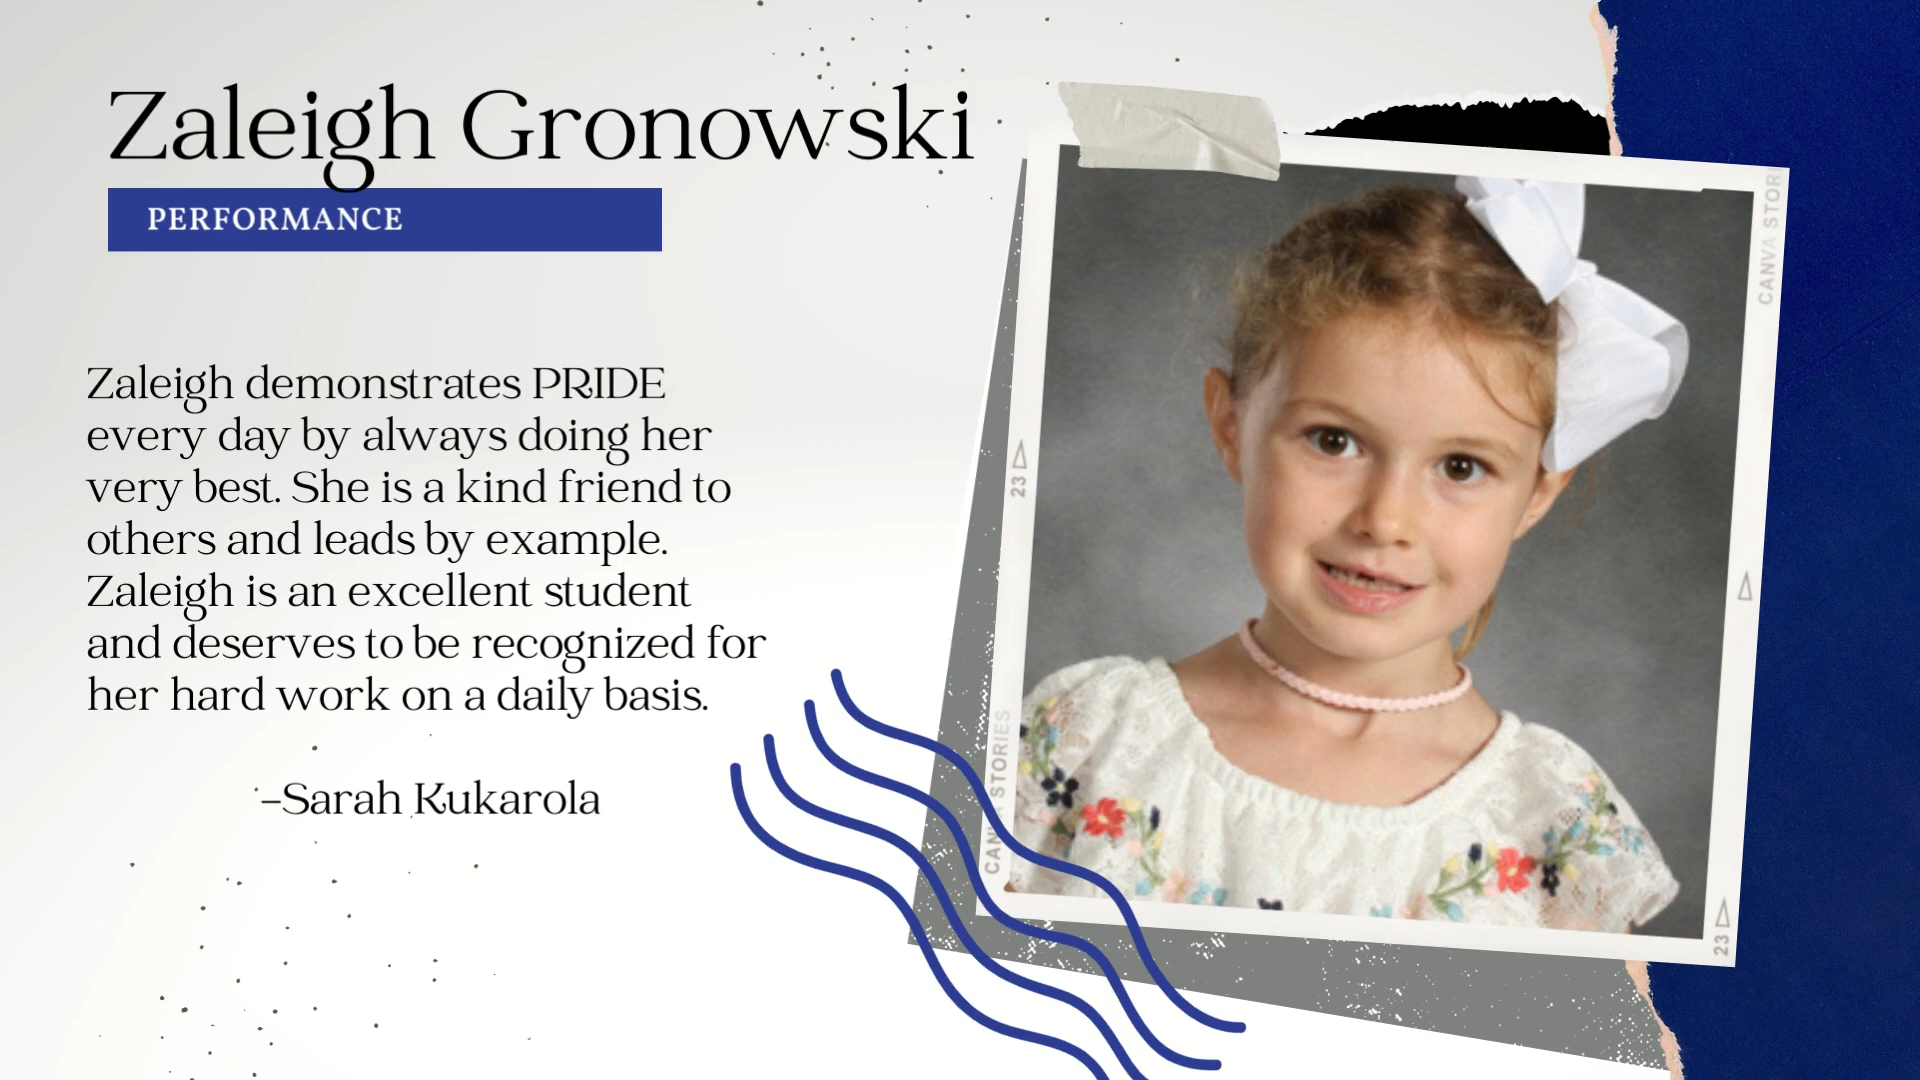 Zaleigh Gronowski
PERFORMANCE
Zaleigh demonstrates PRIDE
every day by always doing her
very best. She is a kind friend to
others and leads by example.
Zaleigh is an excellent student
and deserves to be recognized for
her hard work on a daily basis.
-Sarah Kukarola
CANVA STORIES
23
CANVA STORI
23